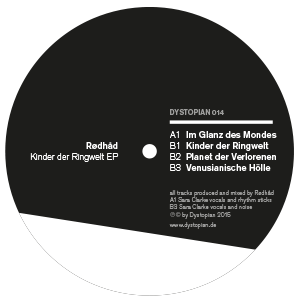 DYSTOPIAN 014
A1 Im Glanz des Mondes
B1 Kinder der Ringwelt
B2 Planet der Verlorenen
B3 Venusianische Hölle
Rødhåd
Kinder der Ringwelt EP
all tracks produced and mixed by Rødhåd
A1 Sara Clarke vocals and rhythm sticks
B3 Sara Clarke vocals and noise
℗ © by Dystopian 2015
www.dystopian.de